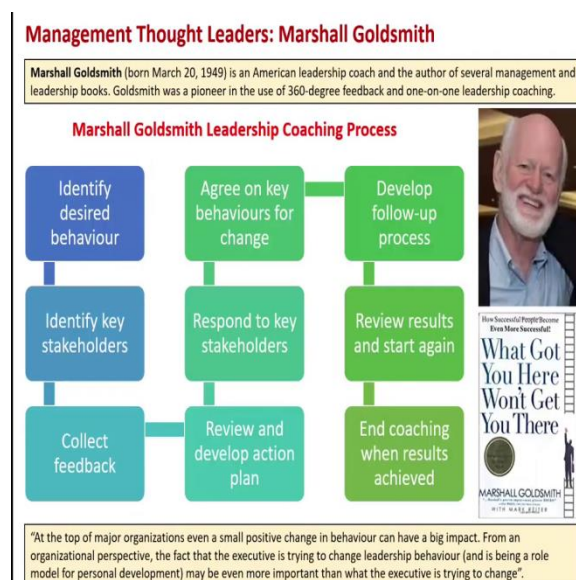 Management Thought Leaders: Marshall Goldsmith
Marshall Goldsmith (born March 20, 1949) is an American leadership coach and the author of several management and
leadership books. Goldsmith was a pioneer in the use of 360-degree feedback and one-on-one leadership coaching.
Marshall Goldsmith Leadership Coaching Process
Identify
desired
behaviour
Identify key
stakeholders
Collect
feedback
Review and
develop action
plan
Respond to key
stakeholders
Agree on key
behaviours for
change
Develop
follow-up
process
Review results
and start again
End coaching
when results
achieved
How Successful People Become
Even More Successful!
What Got
You Here
Won't Get
You There
MARSHALL GOLDSMITH
WITH MARK REITER
“At the top of major organizations even a small positive change in behaviour can have a big impact. From an
organizational perspective, the fact that the executive is trying to change leadership behaviour (and is being a role
model for personal development) may be even more important than what the executive is trying to change”.